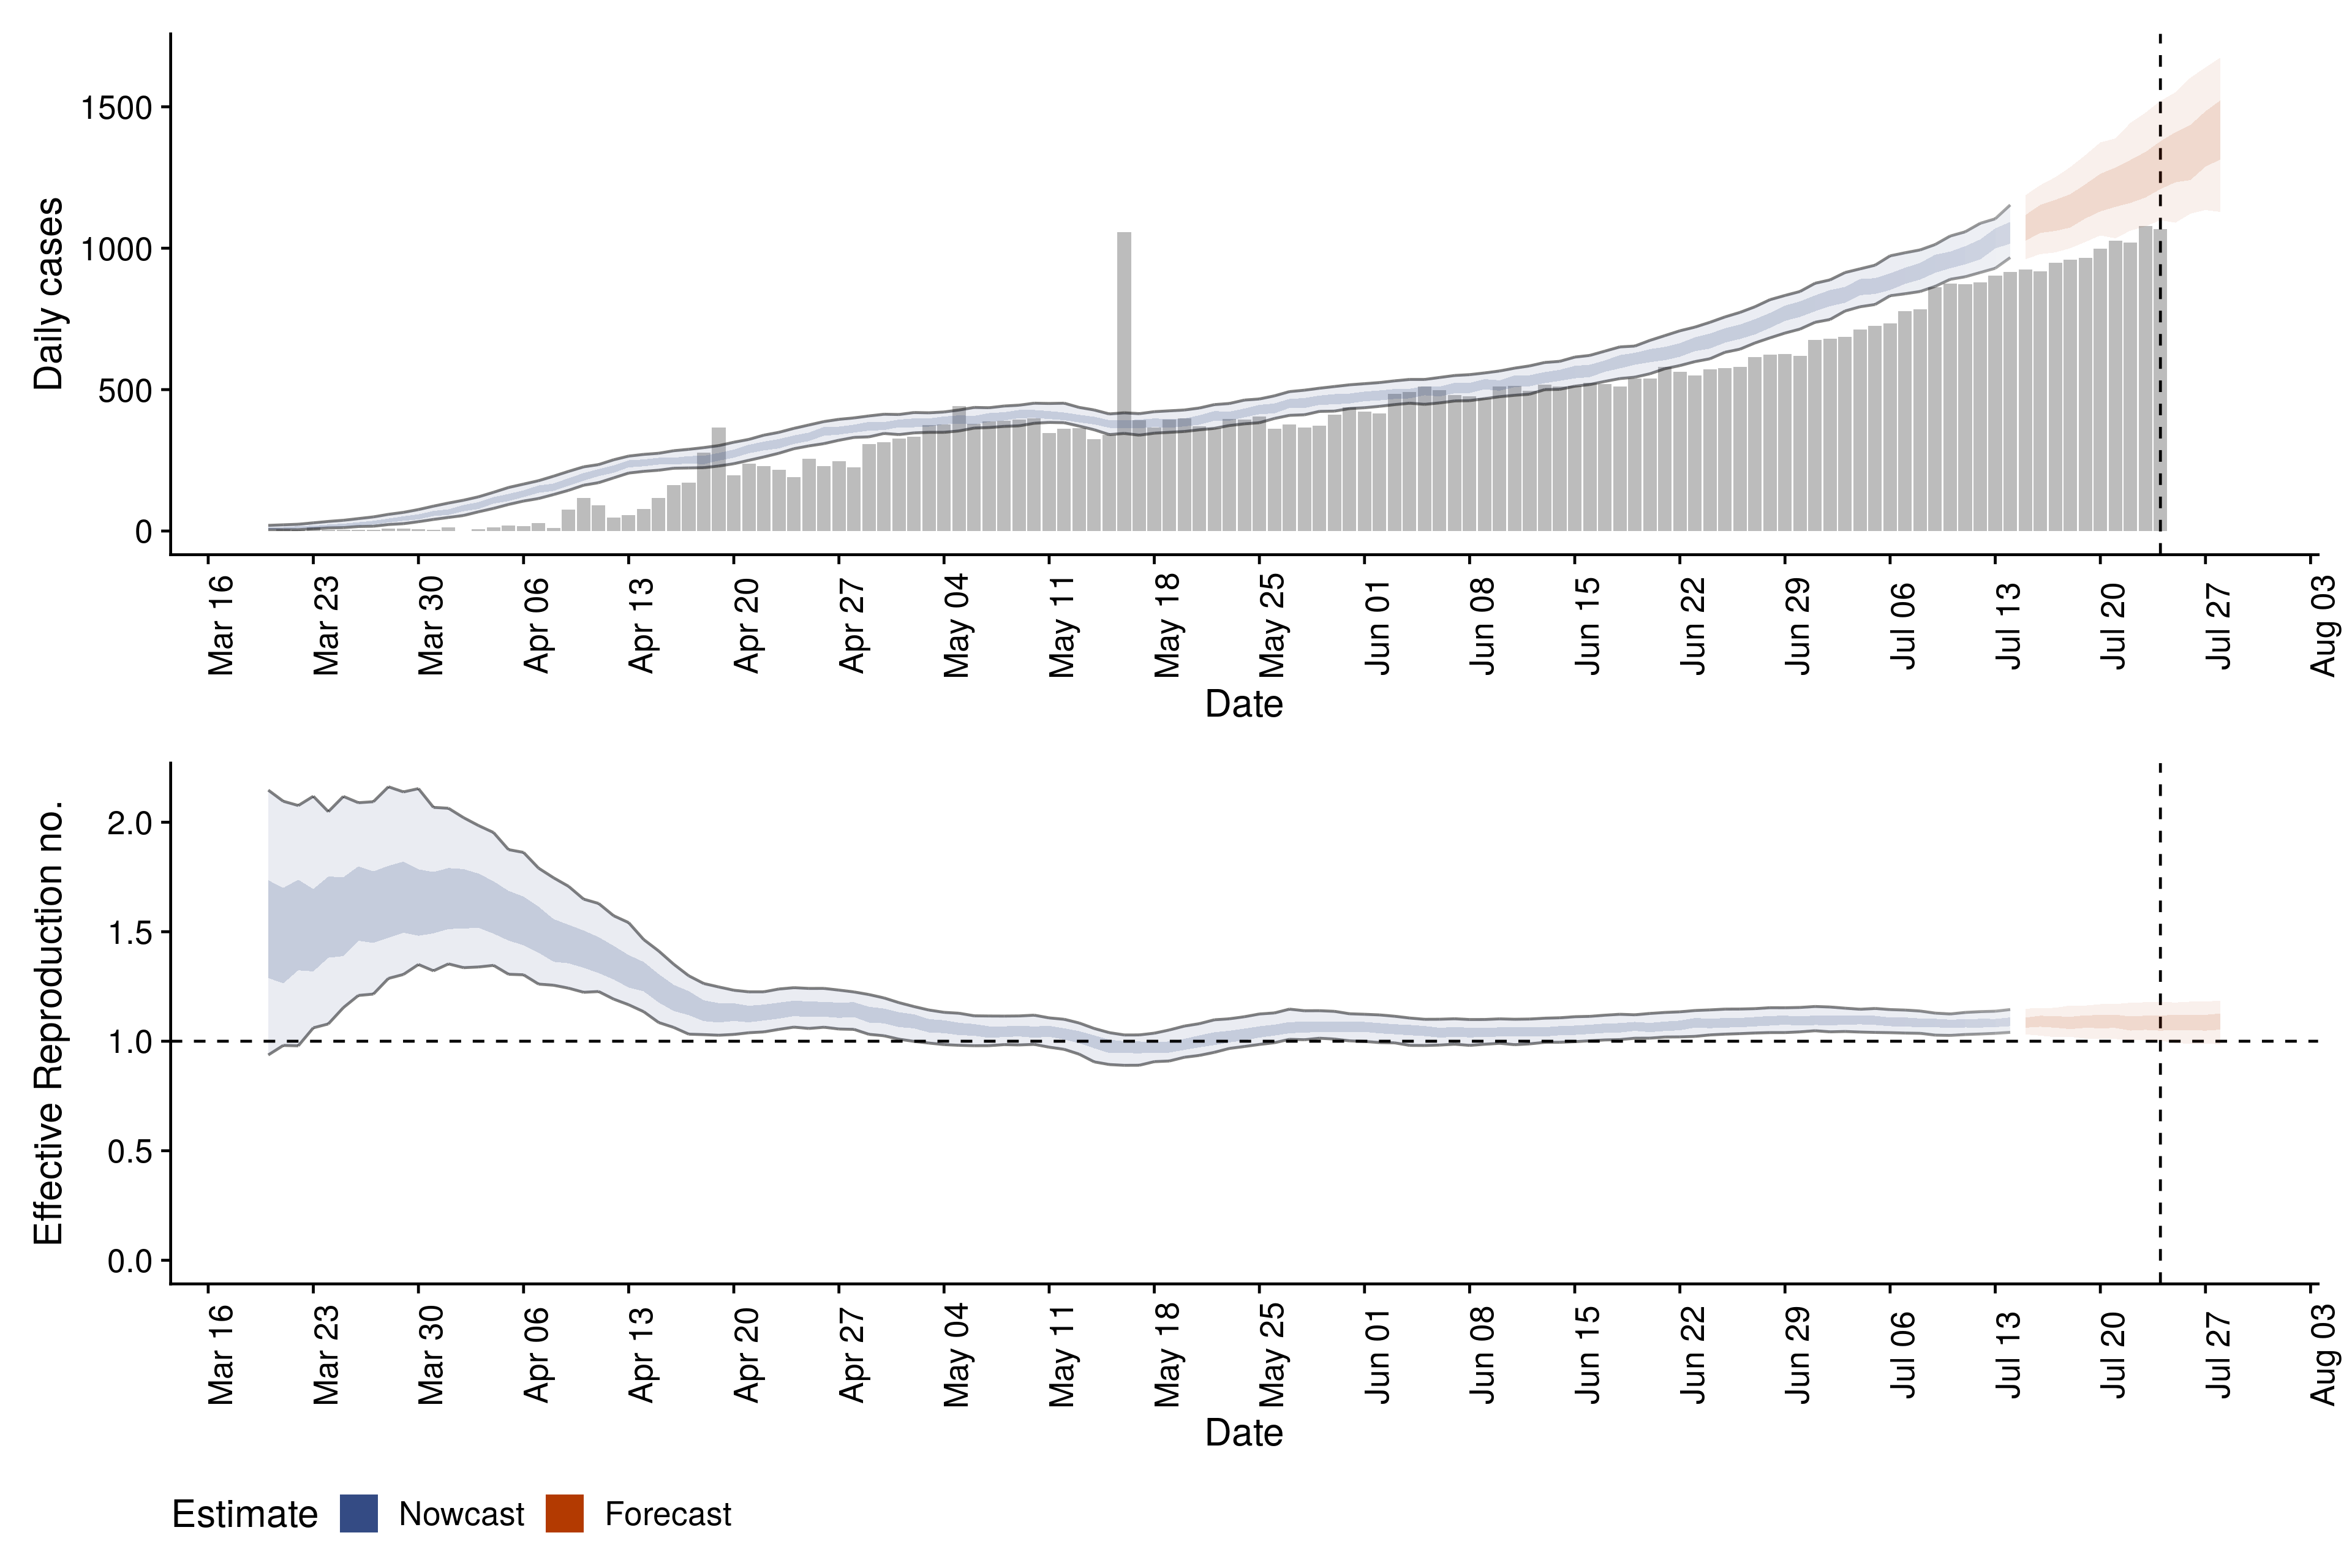 Daily cases
1500
1000
500
0
Mar 16
Mar 23
Mar 30
Apr 06
Apr 13
Apr 20
Apr 27
May 04
May 11
May 18
May 25
Jun 01
Jun 08
Jun 15
Jun 22
Jun 29
Jul 06
Jul 13
Jul 20
Jul 27
Aug 03
Date
Effective Reproduction no.
2.0
1.5
1.0
0.5
0.0
Mar 16
Mar 23
Mar 30
Apr 06
Apr 13
Apr 20
Apr 27
May 04
May 11
May 18
May 25
Jun 01
Jun 08
Jun 15
Jun 22
Jun 29
Jul 06
Jul 13
Jul 20
Jul 27
Aug 03
Date
Estimate Nowcast Forecast